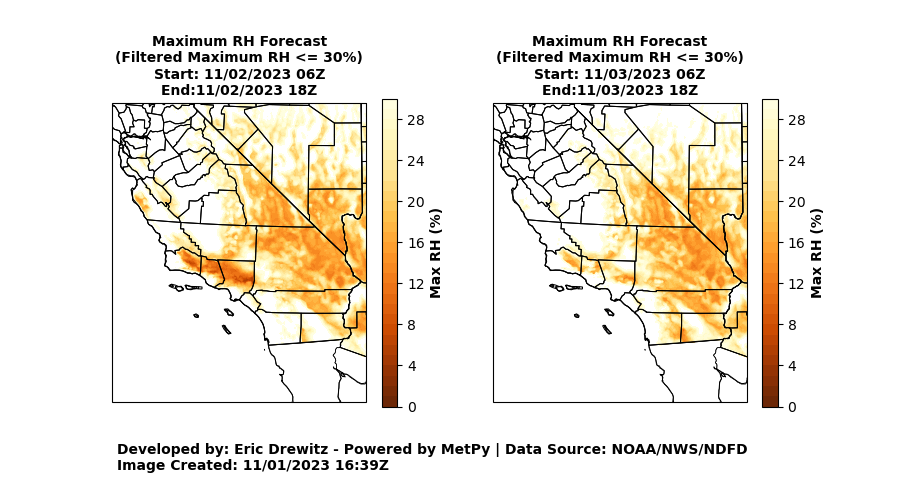 Maximum RH Forecast
(Filtered Maximum RH <= 30%)
Start: 11/02/2023 06Z
End:11/02/2023 18Z
28
24
20
16
12
8
4
0
Max RH (%)
Maximum RH Forecast
(Filtered Maximum RH <= 30%)
Start: 11/03/2023 06Z
End:11/03/2023 18Z
28
24
20
16
12
8
4
0
Max RH (%)
Developed by: Eric Drewitz - Powered by MetPy | Data Source: NOAA/NWS/NDFD
Image Created: 11/01/2023 16:39Z